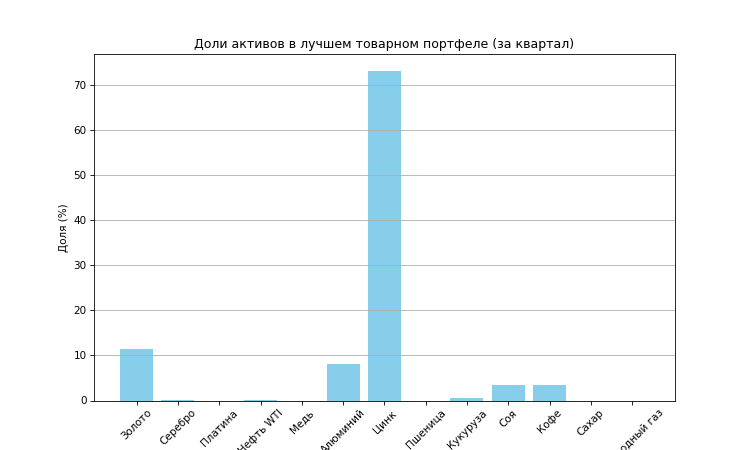 Доли активов в лучшем товарном портфеле (за квартал)
Доля (%)
70
60
50
40
30
20
10
0
Золото
Серебро
Платина
Нефть WTI
Медь
Алюминий
Цинк
Пшеница
Кукуруза
Соя
Кофе
Сахар
одный газ